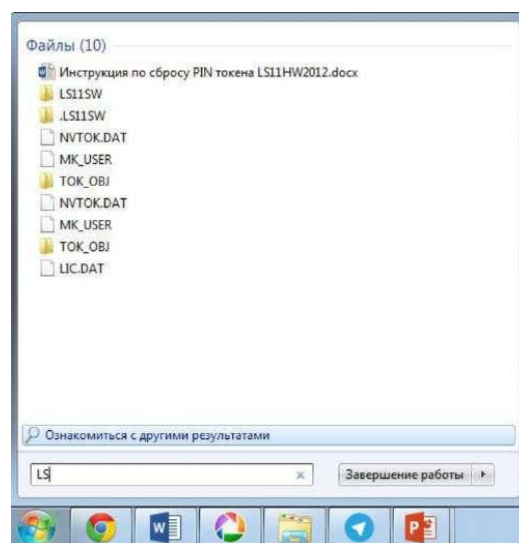 Файлы (10)
Инструкция по сбросу PIN токена LS11HW2012.docx
LS11SW
.LS11SW
NVTOK.DAT
MK_USER
TOK_OBJ
NVTOK.DAT
MK_USER
TOK_OBJ
LIC.DAT
Ознакомиться с другими результатами
LS
Завершение работы